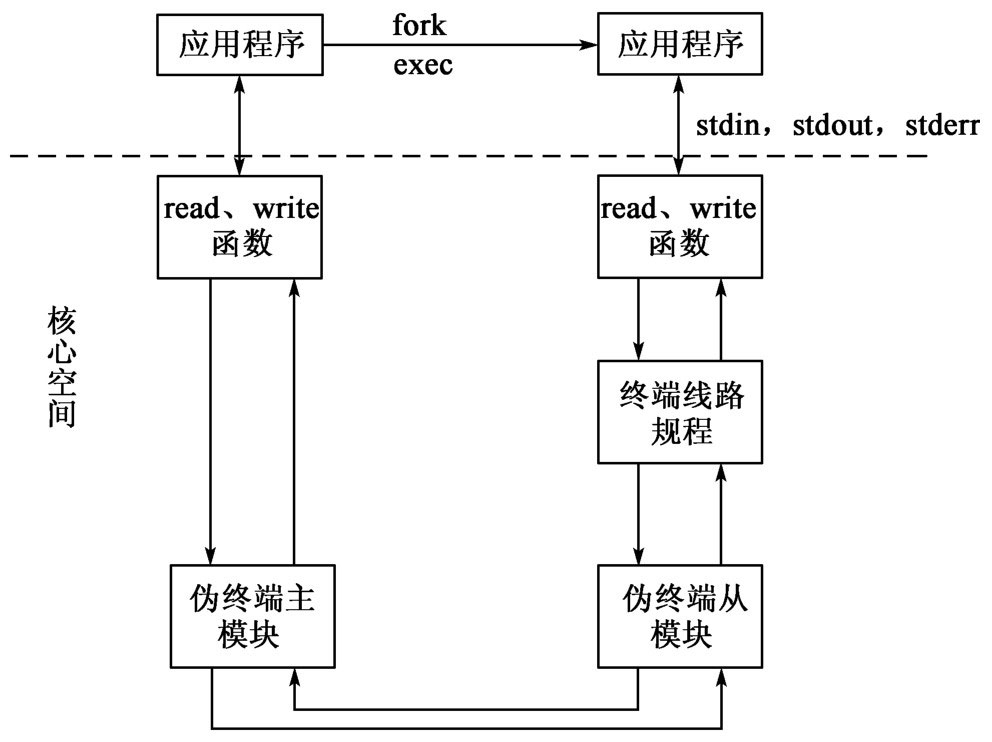 应用程序
fork
exec
应用程序
stdin，stdout，stderr
read、write
函数
read、write
函数
核心空间
终端线路
规程
伪终端主
模块
伪终端从
模块